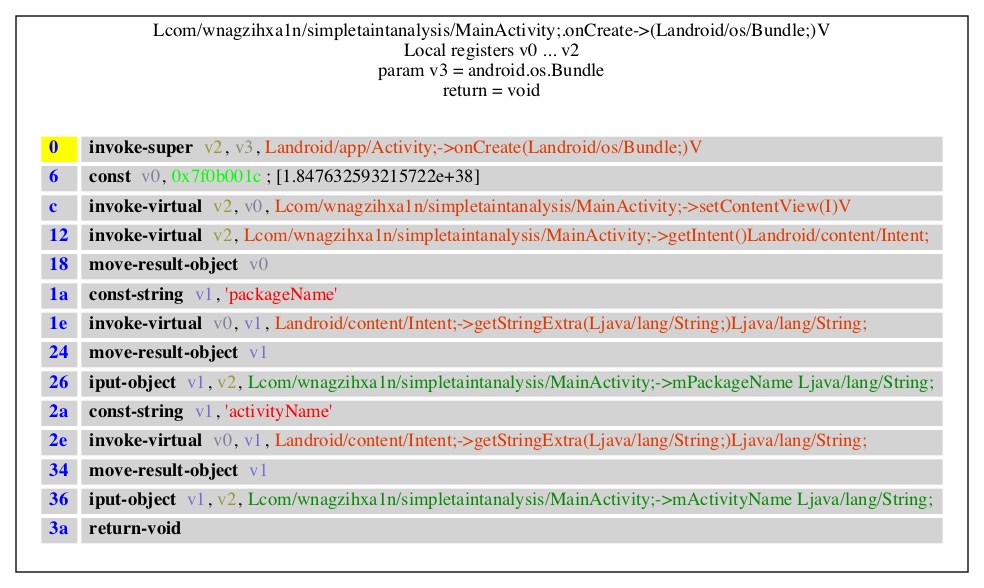 Lcom/wnagzihxa1n/simpletaintanalysis/MainActivity;.onCreate->(Landroid/os/Bundle;)V
Local registers v0 ... v2
param v3 = android.os.Bundle
return = void
0 invoke-super v2, v3, Landroid/app/Activity;->onCreate(Landroid/os/Bundle;)V
6 const v0, 0x7f0b001c ; [1.847632593215722e+38]
c invoke-virtual v2, v0, Lcom/wnagzihxa1n/simpletaintanalysis/MainActivity;->setContentView(I)V
12 invoke-virtual v2, Lcom/wnagzihxa1n/simpletaintanalysis/MainActivity;->getIntent()Landroid/content/Intent;
18 move-result-object v0
1a const-string v1, 'packageName'
1e invoke-virtual v0, v1, Landroid/content/Intent;->getStringExtra(Ljava/lang/String;)Ljava/lang/String;
24 move-result-object v1
26 iput-object v1, v2, Lcom/wnagzihxa1n/simpletaintanalysis/MainActivity;->mPackageName Ljava/lang/String;
2a const-string v1, 'activityName'
2e invoke-virtual v0, v1, Landroid/content/Intent;->getStringExtra(Ljava/lang/String;)Ljava/lang/String;
34 move-result-object v1
36 iput-object v1, v2, Lcom/wnagzihxa1n/simpletaintanalysis/MainActivity;->mActivityName Ljava/lang/String;
3a return-void